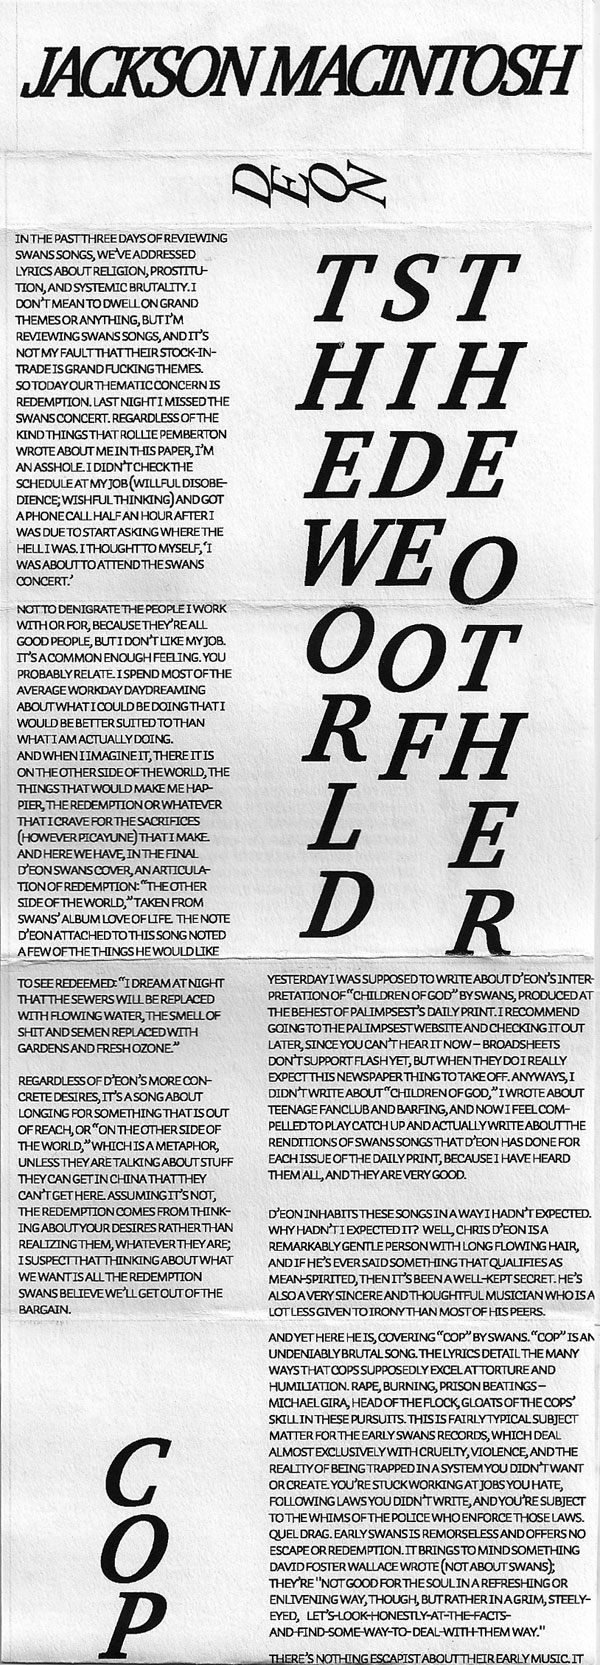 JACKSON MACINTOSH
DEON
IN THE PAST THREE DAYS OF REVIEWING
SWANS SONGS, WE'VE ADDRESSED
LYRICS ABOUT RELIGION, PROSTITU-
TION, AND SYSTEMIC BRUTALITY. I
DON'T MEAN TO DWELL ON GRAND
THEMES OR ANYTHING, BUT I'M
REVIEWING SWANS SONGS, AND IT'S
NOT MY FAULT THAT THEIR STOCK-IN-
TRADE IS GRAND FUCKING THEMES.
SO TODAY OUR THEMATIC CONCERN IS
REDEMPTION. LAST NIGHT I MISSED THE
SWANS CONCERT. REGARDLESS OF THE
KIND THINGS THAT ROLLIE PEMBERTON
WROTE ABOUT ME IN THIS PAPER, I'M
AN ASSHOLE. I DIDN'T CHECK THE
SCHEDULE AT MY JOB (WILLFUL DISOBE-
DIENCE; WISHFUL THINKING) AND GOT
A PHONE CALL HALF AN HOUR AFTER I
WAS DUE TO START ASKING WHERE THE
HELL I WAS. I THOUGHT TO MYSELF, 'I
WAS ABOUT TO ATTEND THE SWANS
CONCERT.'
NOT TO DENIGRATE THE PEOPLE I WORK
WITH OR FOR, BECAUSE THEY'RE ALL
GOOD PEOPLE, BUT I DON'T LIKE MY JOB.
IT'S A COMMON ENOUGH FEELING. YOU
PROBABLY RELATE. I SPEND MOST OF THE
AVERAGE WORKDAY DAYDREAMING
ABOUT WHAT I COULD BE DOING THAT I
WOULD BE BETTER SUITED TO THAN
WHAT I AM ACTUALLY DOING.
AND WHEN I IMAGINE IT, THERE IT IS
ON THE OTHER SIDE OF THE WORLD, THE
THINGS THAT WOULD MAKE ME HAP-
PIER, THE REDEMPTION OR WHATEVER
THAT I CRAVE FOR THE SACRIFICES
(HOWEVER PICAYUNE) THAT I MAKE.
AND HERE WE HAVE, IN THE FINAL
D'EON SWANS COVER, AN ARTICULA-
TION OF REDEMPTION: "THE OTHER
SIDE OF THE WORLD," TAKEN FROM
SWANS' ALBUM LOVE OF LIFE. THE NOTE
D'EON ATTACHED TO THIS SONG NOTED
A FEW OF THE THINGS HE WOULD LIKE
TO SEE REDEEMED: "I DREAM AT NIGHT
THAT THE SEWERS WILL BE REPLACED
WITH FLOWING WATER, THE SMELL OF
SHIT AND SEMEN REPLACED WITH
GARDENS AND FRESH OZONE."
REGARDLESS OF D'EON'S MORE CON-
CRETE DESIRES, IT'S A SONG ABOUT
LONGING FOR SOMETHING THAT IS OUT
OF REACH, OR "ON THE OTHER SIDE OF
THE WORLD," WHICH IS A METAPHOR,
UNLESS THEY ARE TALKING ABOUT STUFF
THEY CAN GET IN CHINA THAT THEY
CAN'T GET HERE. ASSUMING IT'S NOT,
THE REDEMPTION COMES FROM THINK-
ING ABOUT YOUR DESIRES RATHER THAN
REALIZING THEM, WHATEVER THEY ARE;
I SUSPECT THAT THINKING ABOUT WHAT
WE WANT IS ALL THE REDEMPTION
SWANS BELIEVE WE'LL GET OUT OF THE
BARGAIN.
THE OTHER
SIDE OF
THE WORLD
COP
YESTERDAY I WAS SUPPOSED TO WRITE ABOUT D'EON'S INTER-
PRETATION OF "CHILDREN OF GOD" BY SWANS, PRODUCED AT
THE BEHEST OF PALIMPSEST'S DAILY PRINT. I RECOMMEND
GOING TO THE PALIMPSEST WEBSITE AND CHECKING IT OUT
LATER, SINCE YOU CAN'T HEAR IT NOW – BROADSHEETS
DON'T SUPPORT FLASH YET, BUT WHEN THEY DO I REALLY
EXPECT THIS NEWSPAPER THING TO TAKE OFF. ANYWAYS, I
DIDN'T WRITE ABOUT "CHILDREN OF GOD," I WROTE ABOUT
TEENAGE FANCLUB AND BARFING, AND NOW I FEEL COM-
PELLED TO PLAY CATCH UP AND ACTUALLY WRITE ABOUT THE
RENDITIONS OF SWANS SONGS THAT D'EON HAS DONE FOR
EACH ISSUE OF THE DAILY PRINT, BECAUSE I HAVE HEARD
THEM ALL, AND THEY ARE VERY GOOD.
D'EON INHABITS THESE SONGS IN A WAY I HADN'T EXPECTED.
WHY HADN'T I EXPECTED IT? WELL, CHRIS D'EON IS A
REMARKABLY GENTLE PERSON WITH LONG FLOWING HAIR,
AND IF HE'S EVER SAID SOMETHING THAT QUALIFIES AS
MEAN-SPIRITED, THEN IT'S BEEN A WELL-KEPT SECRET. HE'S
ALSO A VERY SINCERE AND THOUGHTFUL MUSICIAN WHO IS A
LOT LESS GIVEN TO IRONY THAN MOST OF HIS PEERS.
AND YET HERE HE IS, COVERING "COP" BY SWANS. "COP" IS AN
UNDENIABLY BRUTAL SONG. THE LYRICS DETAIL THE MANY
WAYS THAT COPS SUPPOSEDLY EXCEL AT TORTURE AND
HUMILIATION. RAPE, BURNING, PRISON BEATINGS –
MICHAEL GIRA, HEAD OF THE FLOCK, GLOATS OF THE COPS'
SKILL IN THESE PURSUITS. THIS IS FAIRLY TYPICAL SUBJECT
MATTER FOR THE EARLY SWANS RECORDS, WHICH DEAL
ALMOST EXCLUSIVELY WITH CRUELTY, VIOLENCE, AND THE
REALITY OF BEING TRAPPED IN A SYSTEM YOU DIDN'T WANT
OR CREATE. YOU'RE STUCK WORKING AT JOBS YOU HATE,
FOLLOWING LAWS YOU DIDN'T WRITE, AND YOU'RE SUBJECT
TO THE WHIMS OF THE POLICE WHO ENFORCE THOSE LAWS.
QUEL DRAG. EARLY SWANS IS REMORSELESS AND OFFERS NO
ESCAPE OR REDEMPTION. IT BRINGS TO MIND SOMETHING
DAVID FOSTER WALLACE WROTE (NOT ABOUT SWANS);
THEY'RE "NOT GOOD FOR THE SOUL IN A REFRESHING OR
ENLIVENING WAY, THOUGH, BUT RATHER IN A GRIM, STEELY-
EYED, LET'S-LOOK-HONESTLY-AT-THE-FACTS-
AND-FIND-SOME-WAY-TO-DEAL-WITH-THEM WAY."
THERE'S NOTHING ESCAPIST ABOUT THEIR EARLY MUSIC. IT